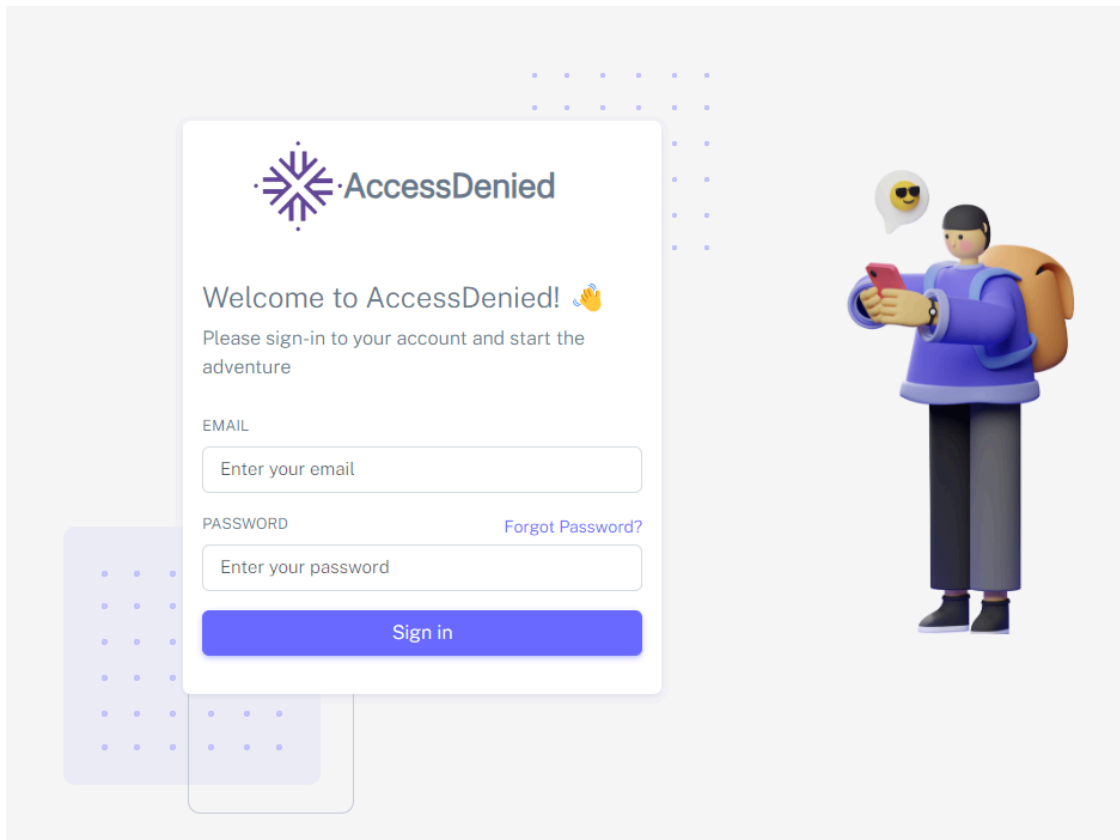 AccessDenied
Welcome to AccessDenied! 👋
Please sign-in to your account and start the
adventure
EMAIL
Enter your email
PASSWORD
Forgot Password?
Enter your password
Sign in